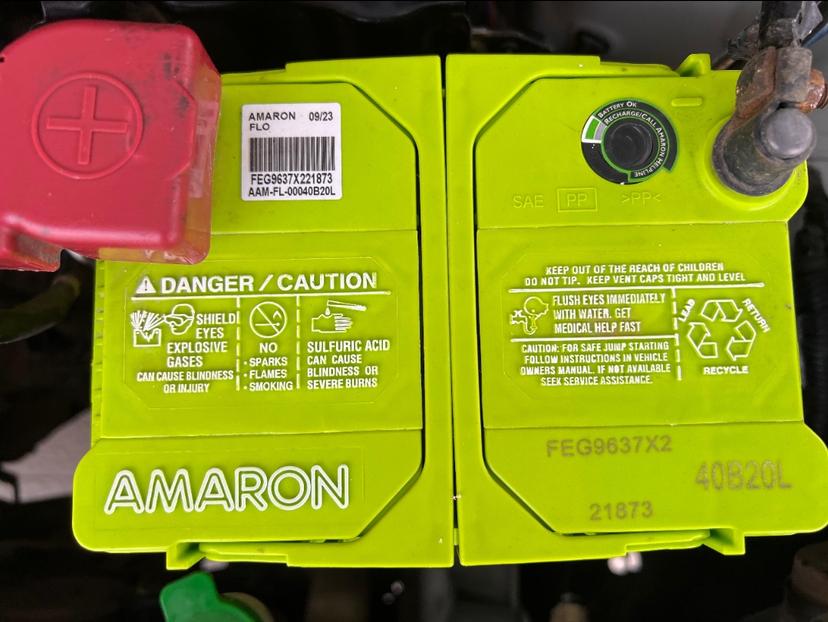 AMARON 09/23
FLO
FEG9637X221873
AAM-FL-00040B20L
BATTERY OK
RECHARGE/CALL AMARON HELPLINE
SAE PP >PP<
DANGER / CAUTION
SHIELD
EYES
EXPLOSIVE
GASES
CAN CAUSE BLINDNESS
OR INJURY
NO
• SPARKS
• FLAMES
• SMOKING
SULFURIC ACID
CAN CAUSE
BLINDNESS OR
SEVERE BURNS
KEEP OUT OF THE REACH OF CHILDREN
DO NOT TIP. KEEP VENT CAPS TIGHT AND LEVEL
FLUSH EYES IMMEDIATELY
WITH WATER. GET
MEDICAL HELP FAST
CAUTION: FOR SAFE JUMP STARTING
FOLLOW INSTRUCTIONS IN VEHICLE
OWNERS MANUAL. IF NOT AVAILABLE
SEEK SERVICE ASSISTANCE.
LEAD
RETURN
RECYCLE
AMARON
FEG9637X2
40B20L
21873